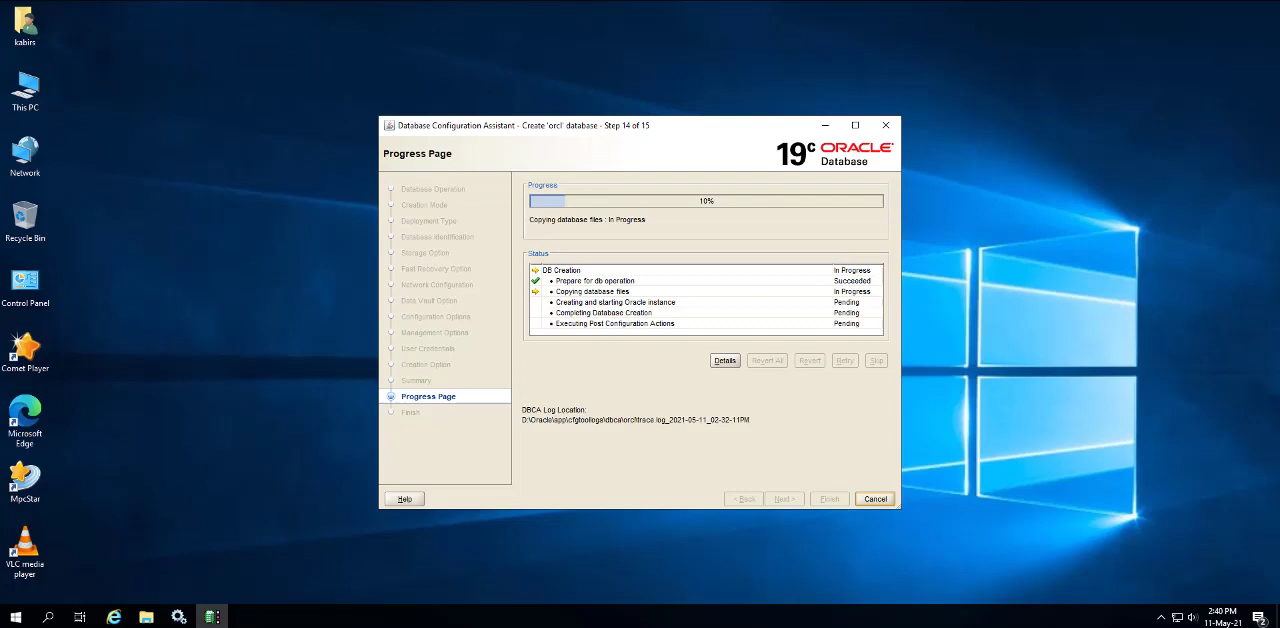 kabirs
This PC
Network
Recycle Bin
Control Panel
Comet Player
Microsoft
Edge
MpcStar
VLC media
player
Database Configuration Assistant - Create 'orcl' database - Step 14 of 15
Progress Page
19c ORACLE
Database
Database Operation
Creation Mode
Deployment Type
Database Identification
Storage Option
Fast Recovery Option
Network Configuration
Data Vault Option
Configuration Options
Management Options
User Credentials
Creation Option
Summary
Progress Page
Finish
Progress
10%
Copying database files : In Progress
Status
DB Creation In Progress
• Prepare for db operation Succeeded
• Copying database files In Progress
• Creating and starting Oracle instance Pending
• Completing Database Creation Pending
• Executing Post Configuration Actions Pending
Details Revert All Revert Retry Skip
DBCA Log Location:
D:\Oracle\app\cfgtoollogs\dbca\orcl\trace.log_2021-05-11_02-32-11PM
Help < Back Next > Finish Cancel
2:40 PM
11-May-21
2